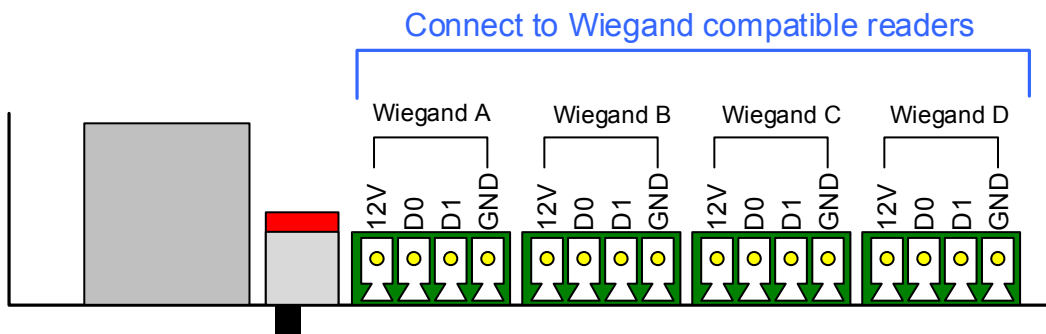 Connect to Wiegand compatible readers
Wiegand A
Wiegand B
Wiegand C
Wiegand D
12V
D0
D1
GND
12V
D0
D1
GND
12V
D0
D1
GND
12V
D0
D1
GND